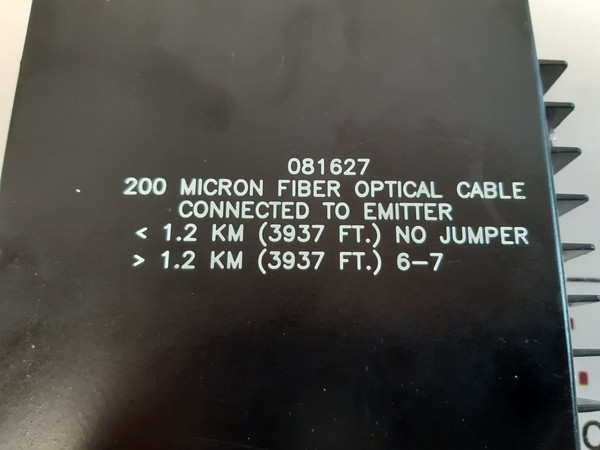 081627
200 MICRON FIBER OPTICAL CABLE
CONNECTED TO EMITTER
< 1.2 KM (3937 FT.) NO JUMPER
> 1.2 KM (3937 FT.) 6-7